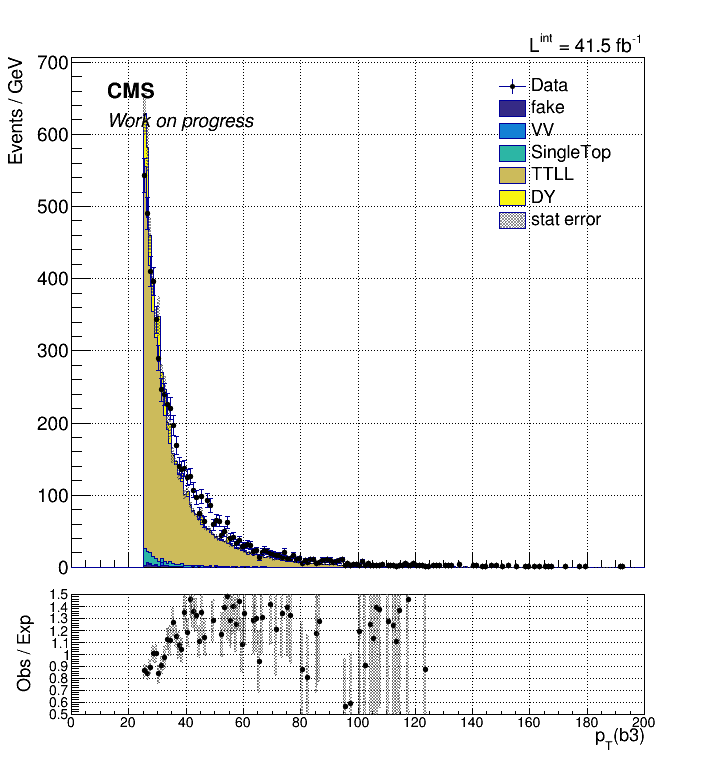 L^int = 41.5 fb^-1
Events / GeV
700
600
500
400
300
200
100
0
CMS
Work on progress
Data
fake
VV
SingleTop
TTLL
DY
stat error
Obs / Exp
1.5
1.4
1.3
1.2
1.1
1
0.9
0.8
0.7
0.6
0.5
0 20 40 60 80 100 120 140 160 180 200
p_T(b3)